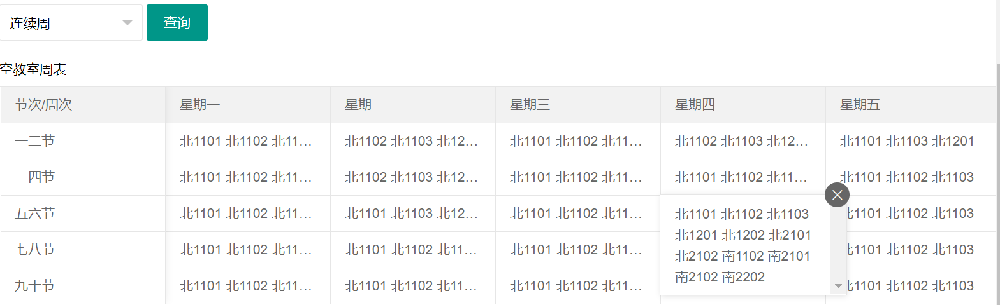 连续周 查询
空教室周表
节次/周次 星期一 星期二 星期三 星期四 星期五
一二节 北1101 北1102 北11... 北1102 北1103 北12... 北1101 北1102 北11... 北1102 北1103 北12... 北1101 北1103 北1201
三四节 北1101 北1102 北11... 北1102 北1103 北12... 北1101 北1102 北11... 北1101 北1102 北11... 北1101 北1102 北1103
五六节 北1101 北1102 北11... 北1101 北1103 北12... 北1101 北1102 北11... 北1101 北1102 北1103 北1101 北1102 北1103
北1201 北1202 北2101
七八节 北1101 北1102 北11... 北1101 北1102 北11... 北1101 北1102 北11... 北2102 南1102 南2101 北1101 北1102 北1103
南2102 南2202
九十节 北1101 北1102 北11... 北1101 北1102 北11... 北1101 北1102 北11... 北1101 北1102 北1103